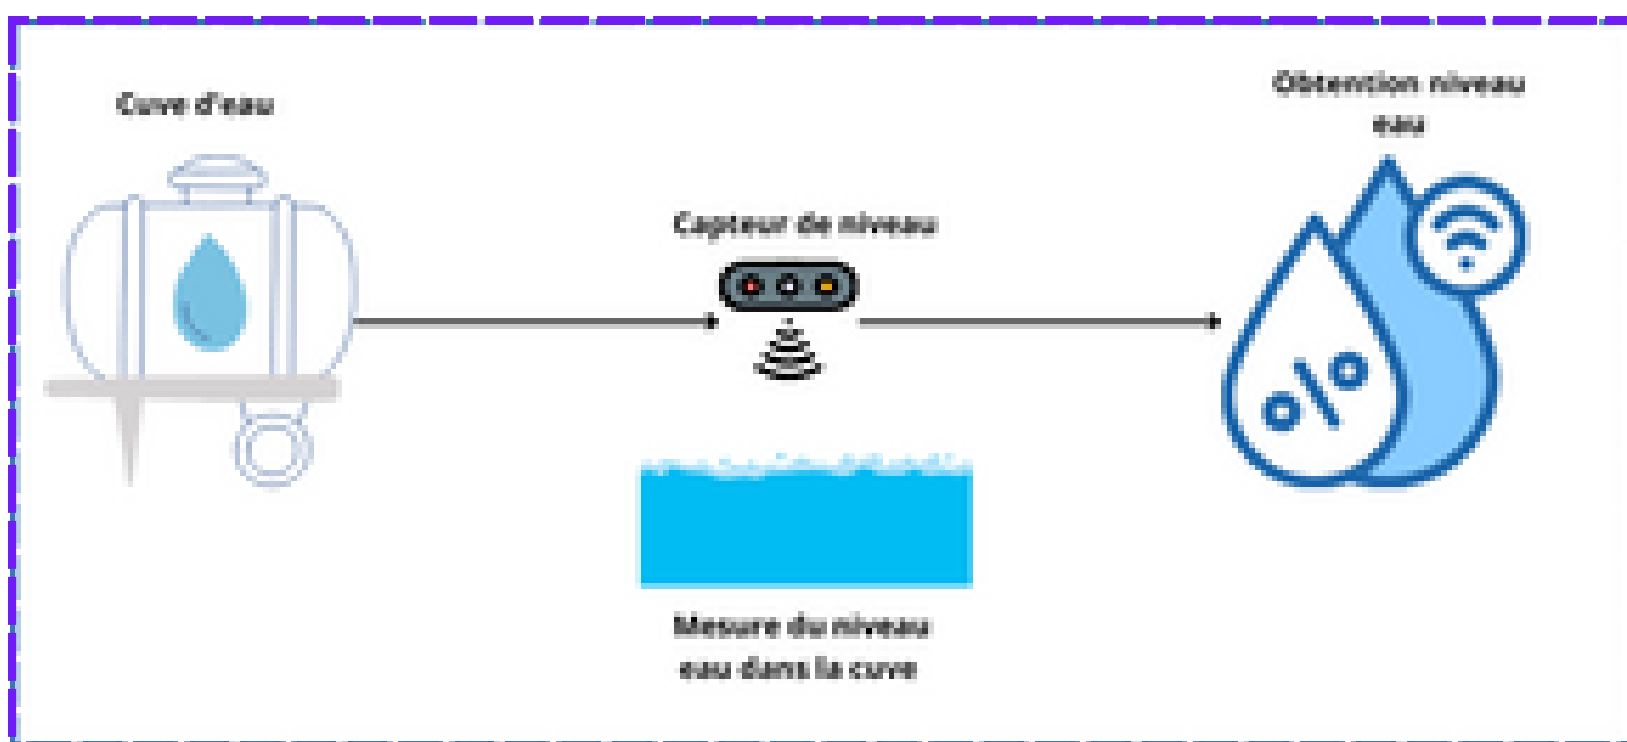 Cuve d'eau
Obtention niveau
eau
Capteur de niveau
Mesure du niveau
eau dans la cuve